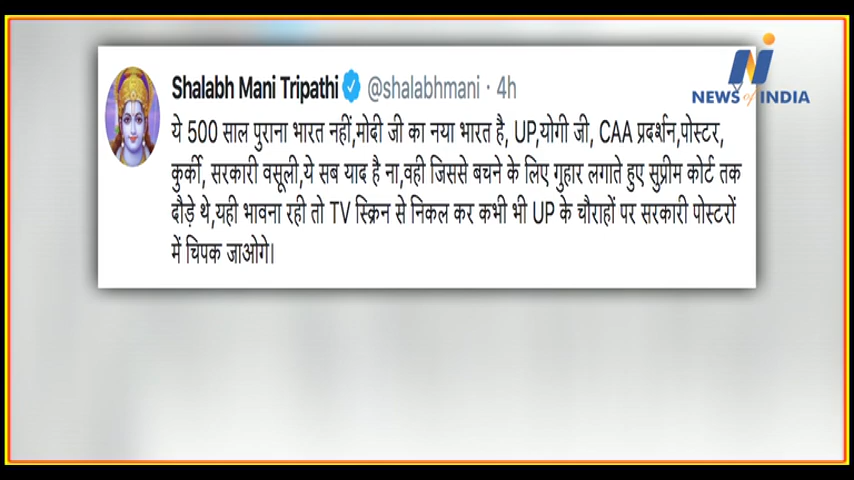 Shalabh Mani Tripathi @shalabhmani · 4h
NEWS of INDIA
ये 500 साल पुराना भारत नहीं,मोदी जी का नया भारत है, UP,योगी जी, CAA प्रदर्शन,पोस्टर,
कुर्की, सरकारी वसूली,ये सब याद है ना,वही जिससे बचने के लिए गुहार लगाते हुए सुप्रीम कोर्ट तक
दौड़े थे,यही भावना रही तो TV स्क्रिन से निकल कर कभी भी UP के चौराहों पर सरकारी पोस्टरों
में चिपक जाओगे।